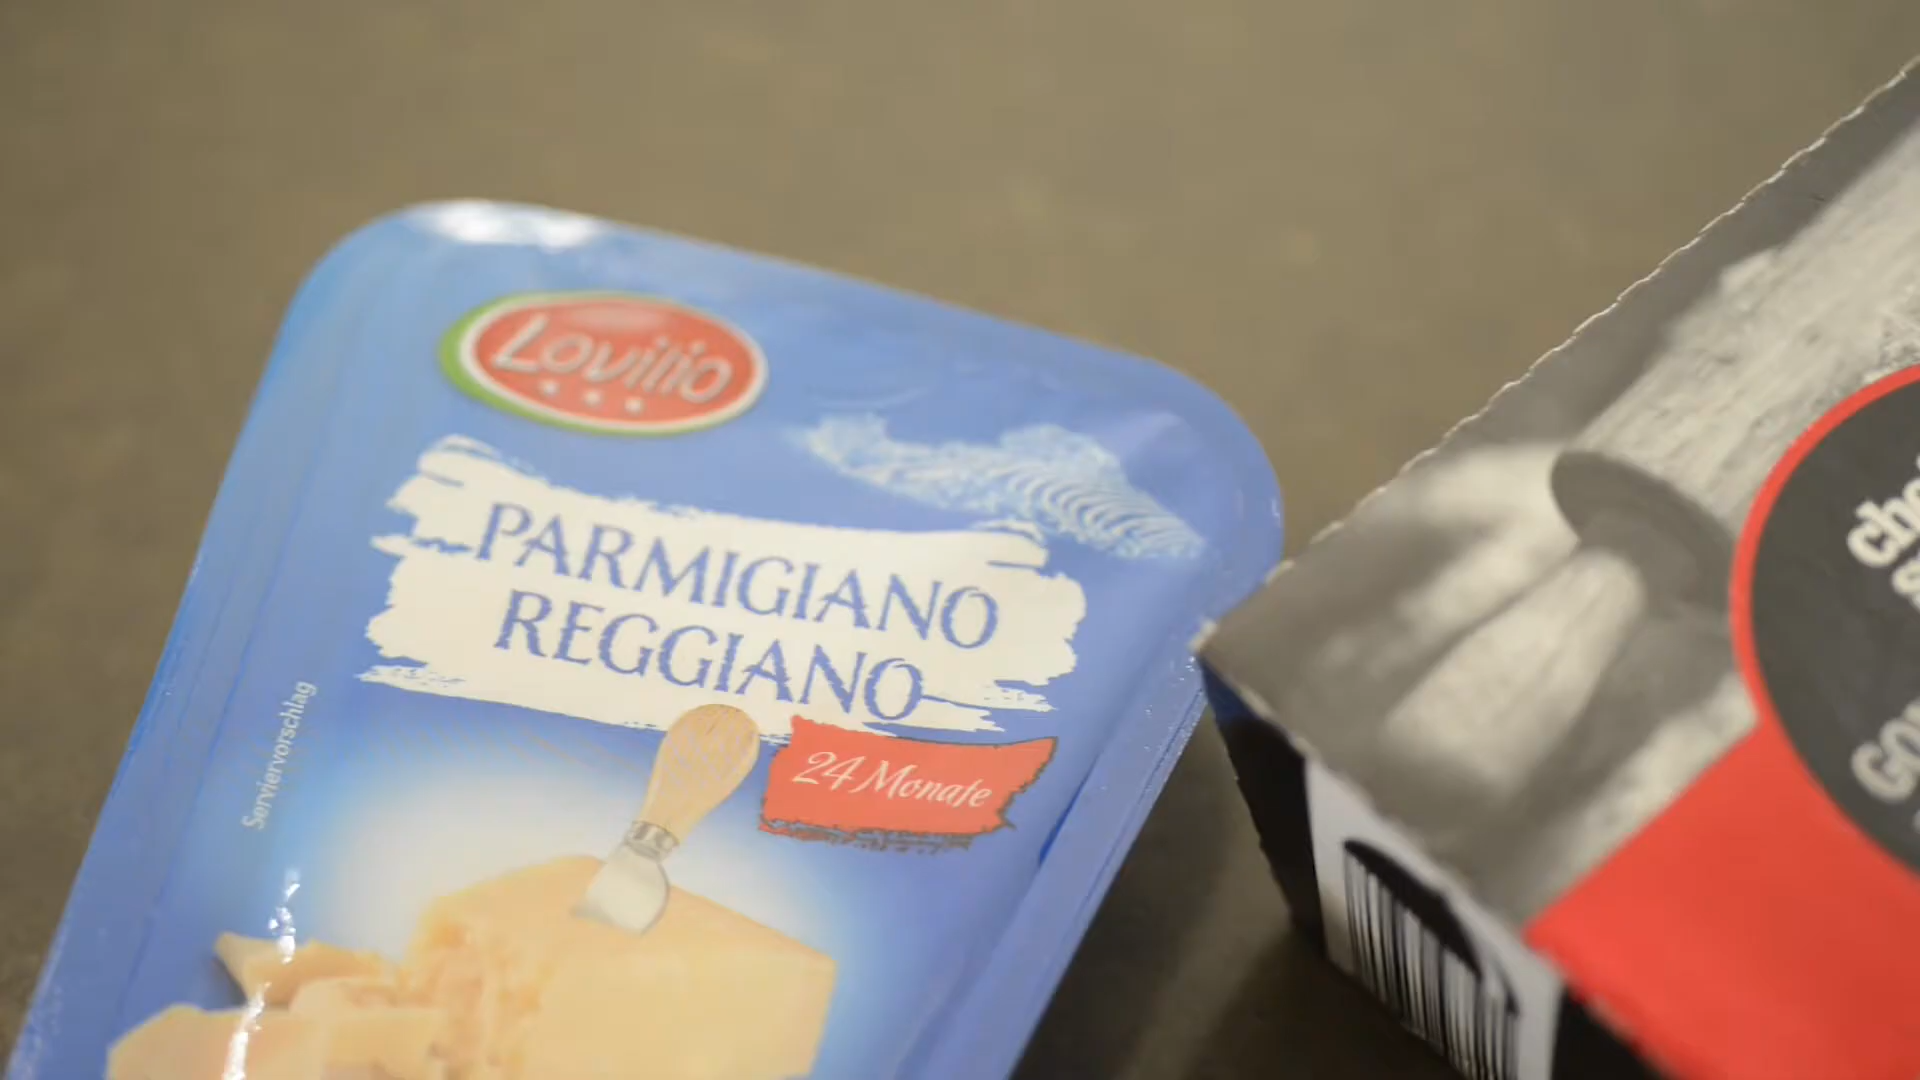 Lovilio
PARMIGIANO
REGGIANO
24 Monate
Serviervorschlag